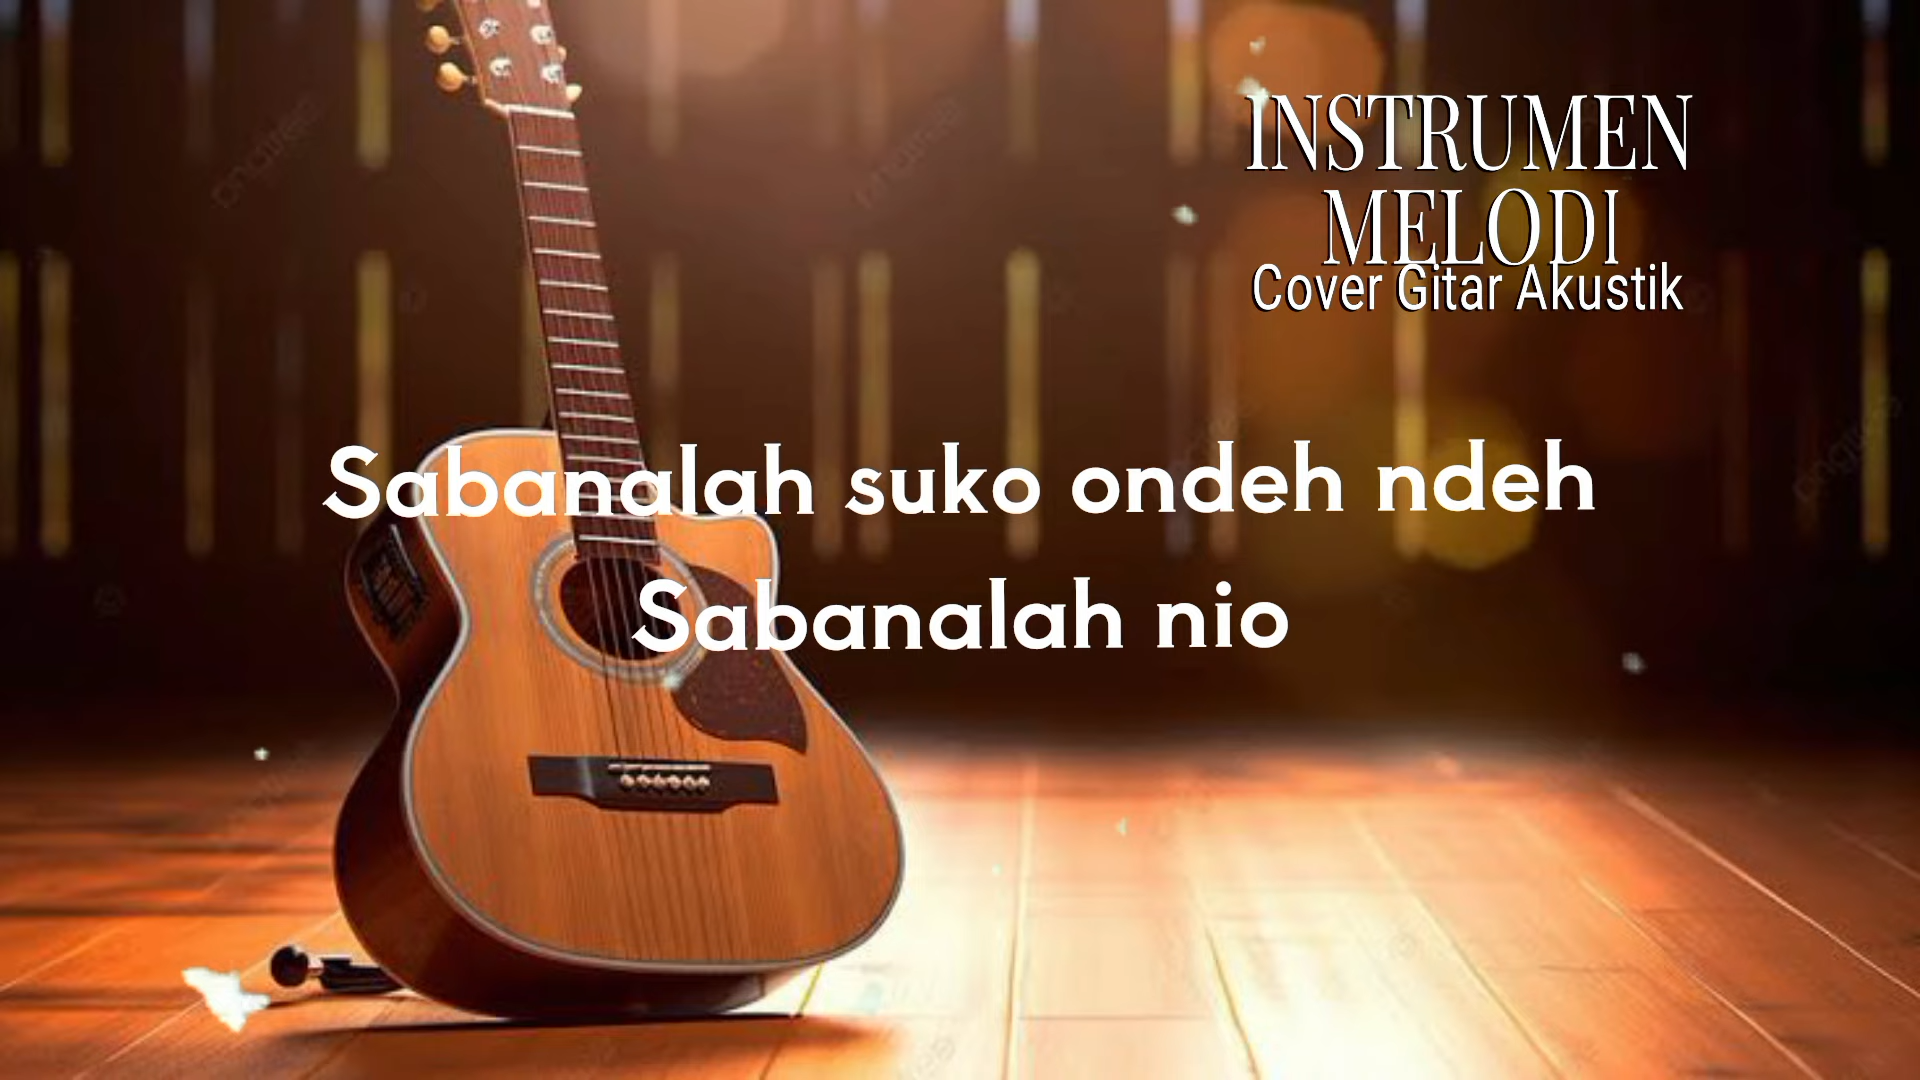 INSTRUMEN
MELODI
Cover Gitar Akustik
Sabanalah suko ondeh ndeh
Sabanalah nio